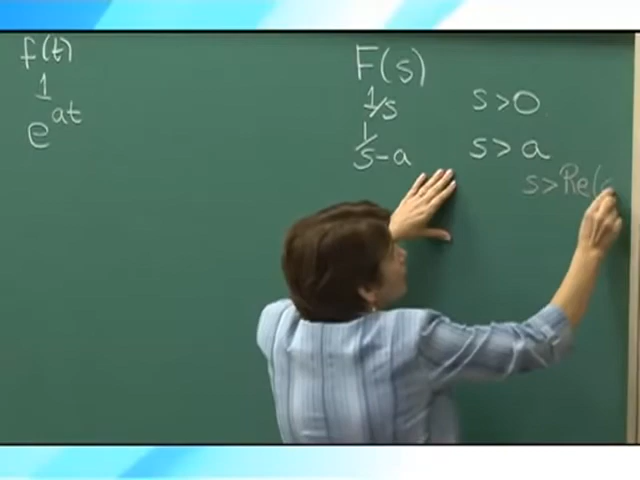 f(t) F(s)
1 1/s s>0
e^at 1/s-a s>a
s>Re(